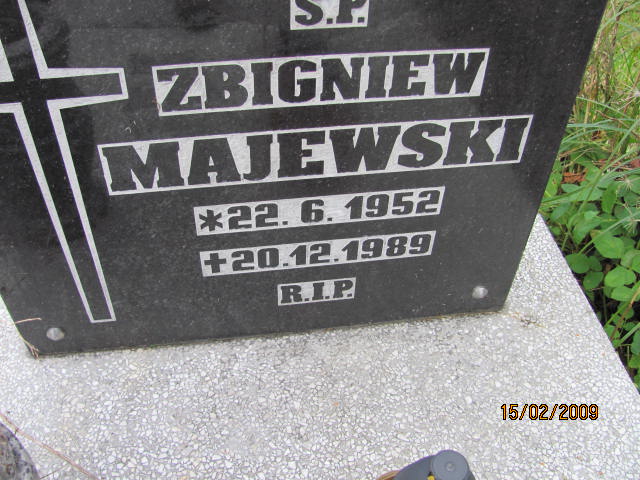 Ś.P.
ZBIGNIEW
MAJEWSKI
*22. 6. 1952
+20.12.1989
R.I.P.
15/02/2009